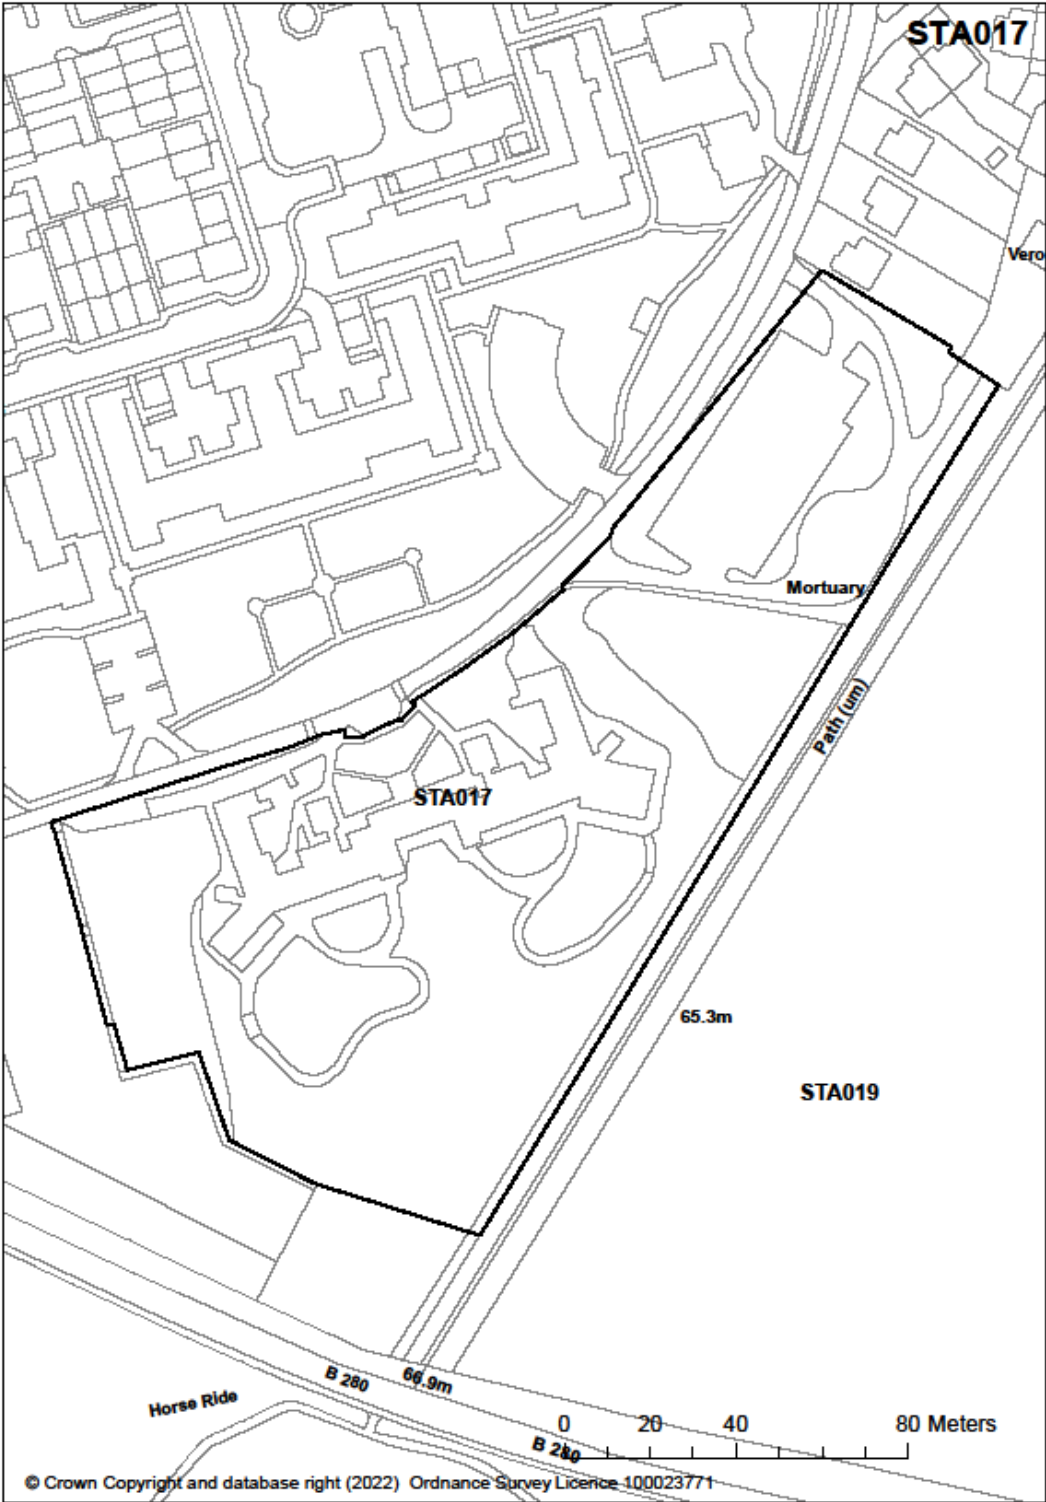 STA017
Vero
Mortuary
Path (um)
STA017
65.3m
STA019
B 280
66.9m
Horse Ride
0 20 40 80 Meters
B 280
© Crown Copyright and database right (2022) Ordnance Survey Licence 100023771